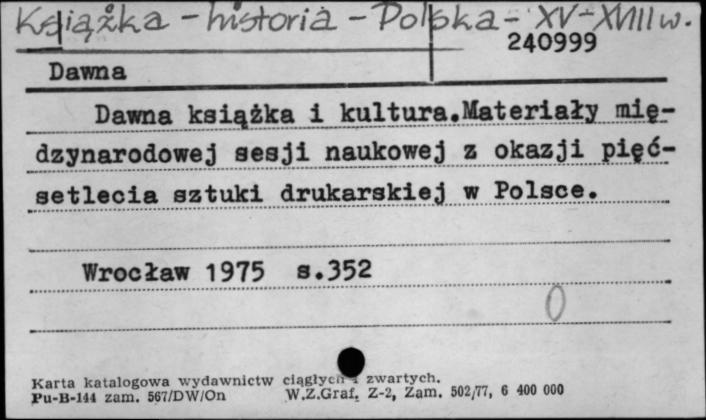 Książka - historia - Polska - XV-XVIII w.
240999
Dawna
Dawna książka i kultura.Materiały mię-
dzynarodowej sesji naukowej z okazji pięć-
setlecia sztuki drukarskiej w Polsce.
Wrocław 1975 s.352
0
Karta katalogowa wydawnictw ciągłych i zwartych.
Pu-B-144 zam. 567/DW/On W.Z.Graf. Z-2, Zam. 502/77, 6 400 000